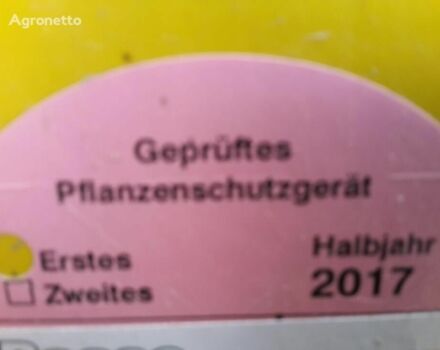 Agronetto
Geprüftes
Pflanzenschutzgerät
Erstes Halbjahr
Zweites 2017